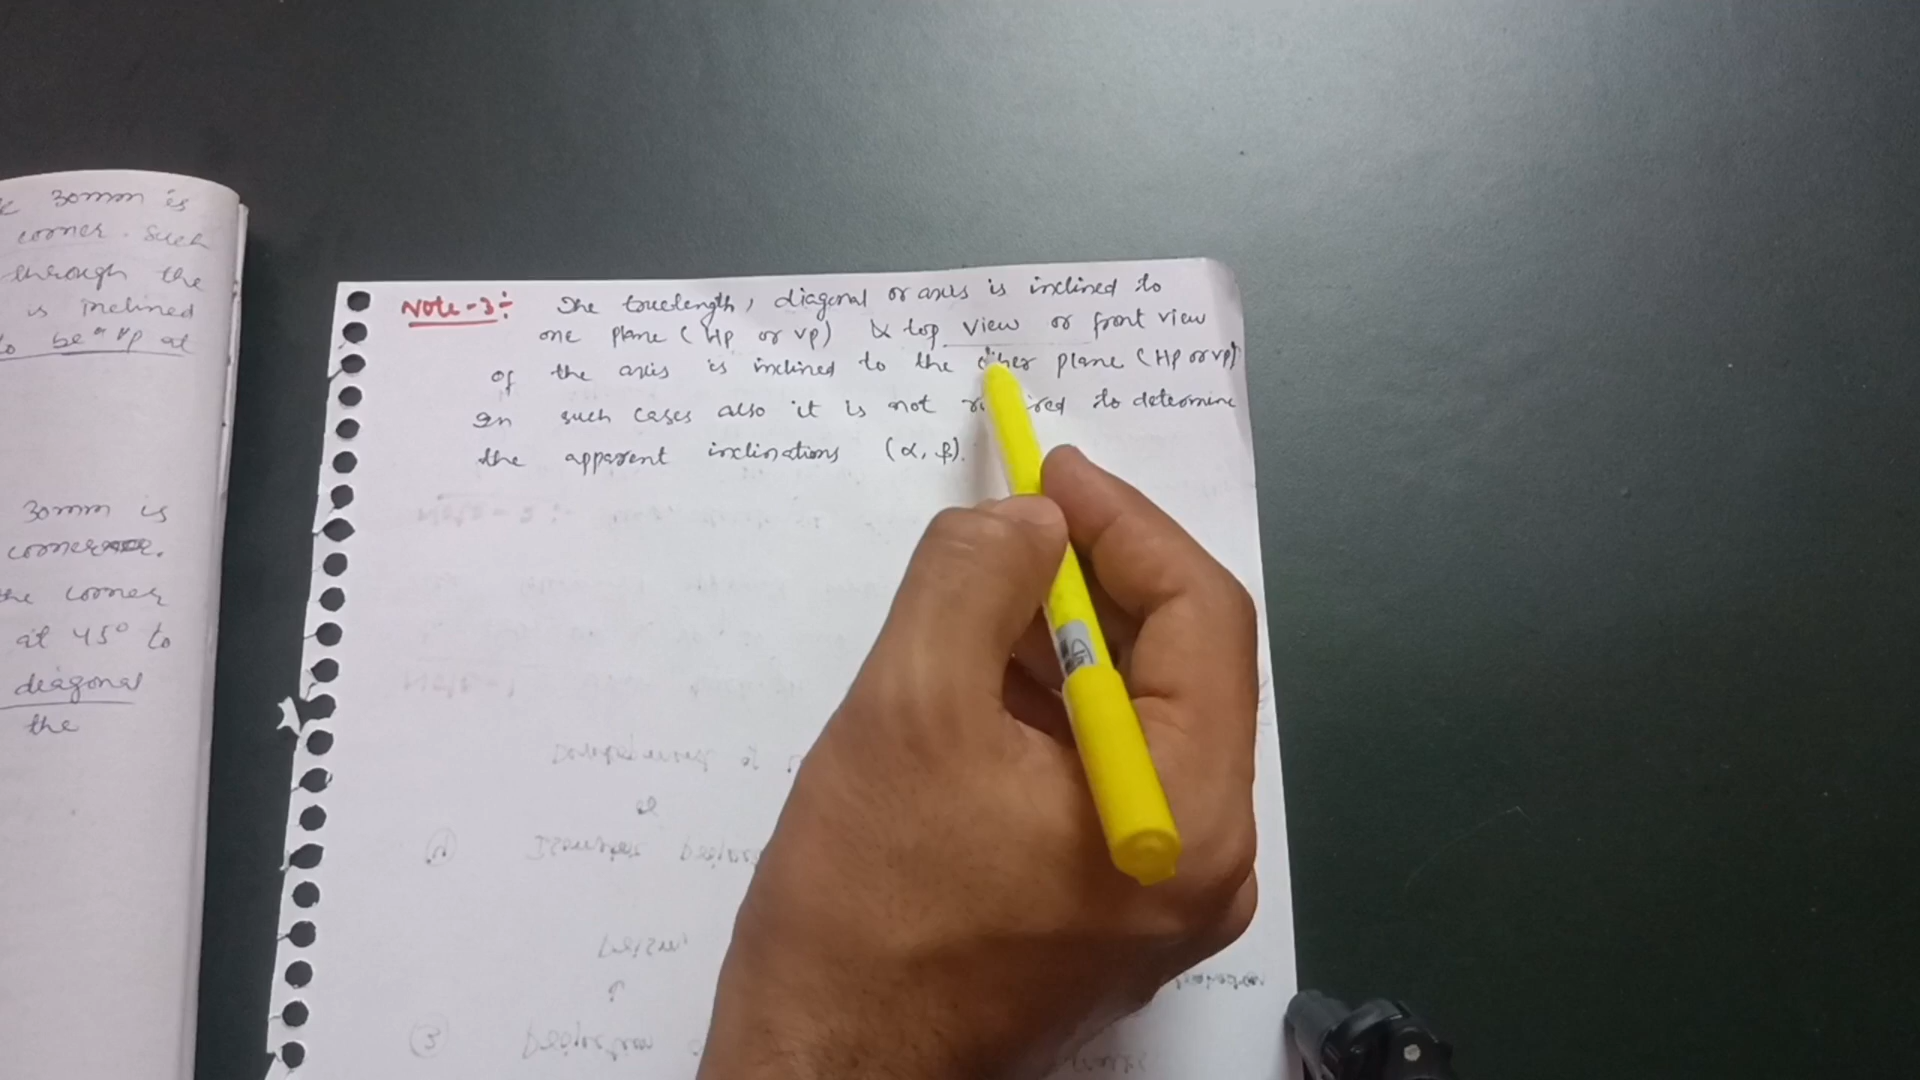 30mm is
corner. Such
through the
is inclined
to be VP at
30mm is
corner.
the corner
at 45° to
diagonal
the
Note-3 :- The truelength, diagonal or axis is inclined to
one plane (HP or VP) & top view or front view
of the axis is inclined to the other plane (HP or VP)
In such cases also it is not to determine
the apparent inclinations (α, β).